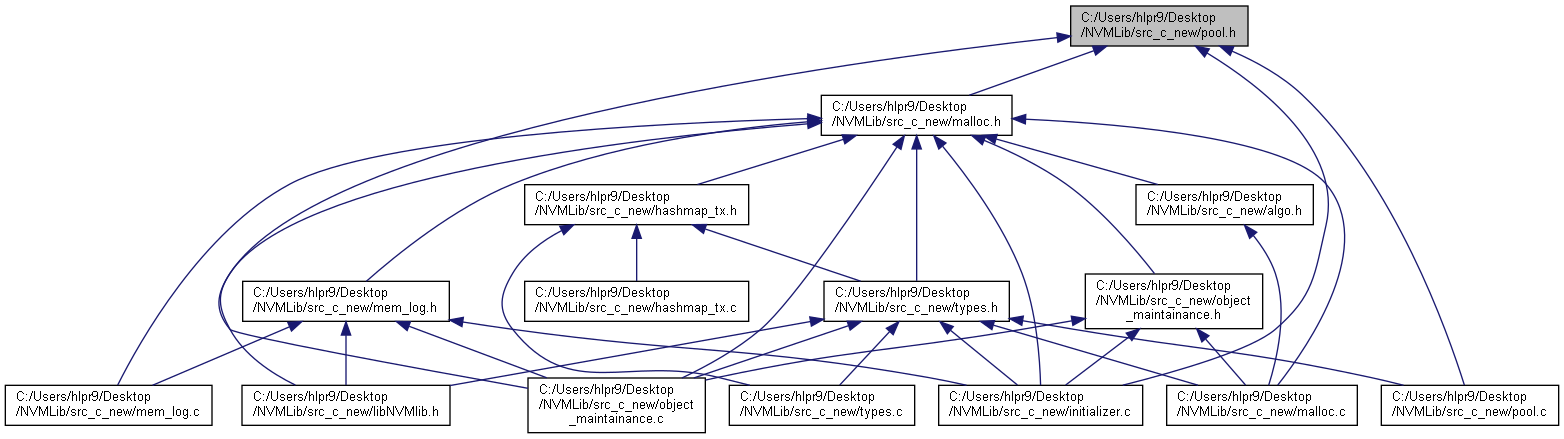 C:/Users/hlpr9/Desktop
/NVMLib/src_c_new/pool.h
C:/Users/hlpr9/Desktop
/NVMLib/src_c_new/malloc.h
C:/Users/hlpr9/Desktop
/NVMLib/src_c_new/hashmap_tx.h
C:/Users/hlpr9/Desktop
/NVMLib/src_c_new/algo.h
C:/Users/hlpr9/Desktop
/NVMLib/src_c_new/mem_log.h
C:/Users/hlpr9/Desktop
/NVMLib/src_c_new/hashmap_tx.c
C:/Users/hlpr9/Desktop
/NVMLib/src_c_new/types.h
C:/Users/hlpr9/Desktop
/NVMLib/src_c_new/object
_maintainance.h
C:/Users/hlpr9/Desktop
/NVMLib/src_c_new/mem_log.c
C:/Users/hlpr9/Desktop
/NVMLib/src_c_new/libNVMlib.h
C:/Users/hlpr9/Desktop
/NVMLib/src_c_new/object
_maintainance.c
C:/Users/hlpr9/Desktop
/NVMLib/src_c_new/types.c
C:/Users/hlpr9/Desktop
/NVMLib/src_c_new/initializer.c
C:/Users/hlpr9/Desktop
/NVMLib/src_c_new/malloc.c
C:/Users/hlpr9/Desktop
/NVMLib/src_c_new/pool.c